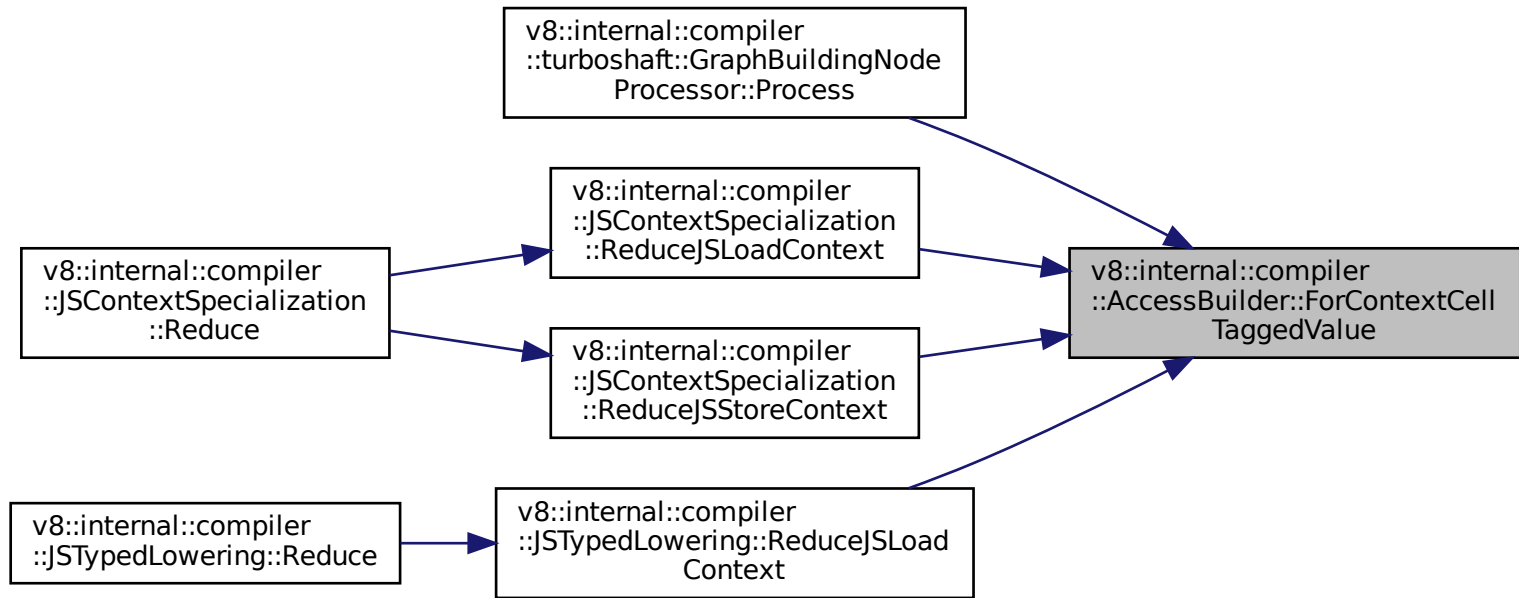 v8::internal::compiler
::turboshaft::GraphBuildingNode
Processor::Process
v8::internal::compiler
::JSContextSpecialization
::ReduceJSLoadContext
v8::internal::compiler
::JSContextSpecialization
::Reduce
v8::internal::compiler
::AccessBuilder::ForContextCell
TaggedValue
v8::internal::compiler
::JSContextSpecialization
::ReduceJSStoreContext
v8::internal::compiler
::JSTypedLowering::Reduce
v8::internal::compiler
::JSTypedLowering::ReduceJSLoad
Context